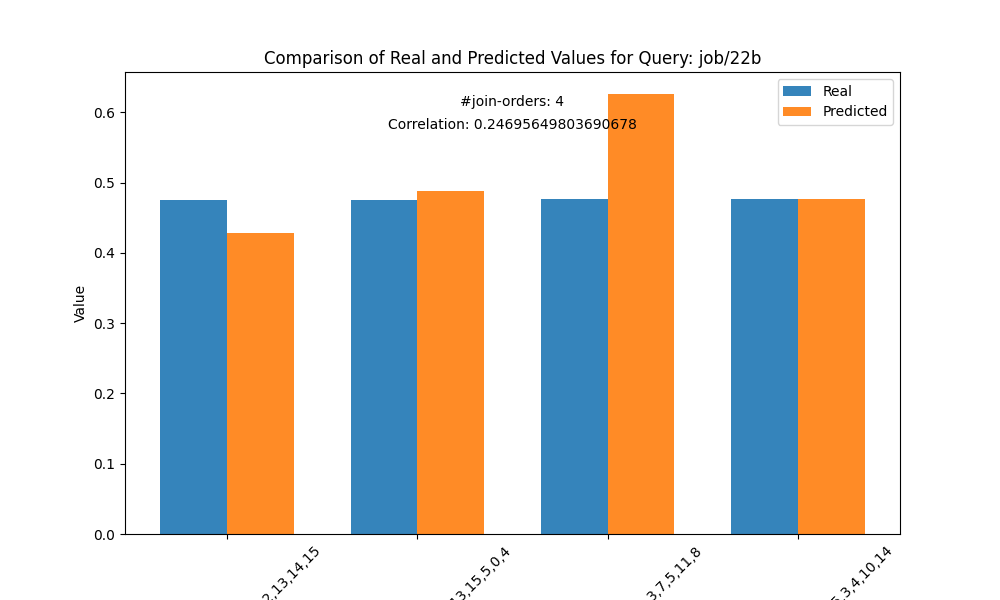 Comparison of Real and Predicted Values for Query: job/22b
#join-orders: 4
Correlation: 0.24695649803690678
Real
Predicted
Value
0.6
0.5
0.4
0.3
0.2
0.1
0.0
2,13,14,15
13,15,5,0,4
3,7,5,11,8
,3,4,10,14